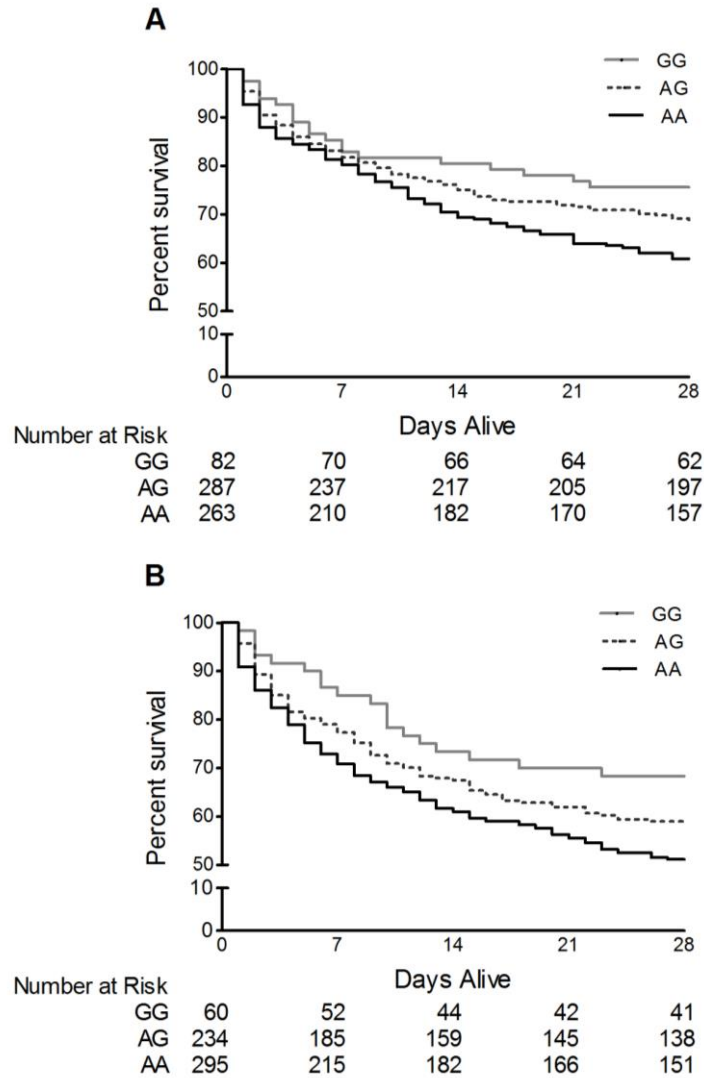 A
GG
AG
AA
Percent survival
100
90
80
70
60
50
10
0
0 7 14 21 28
Days Alive
Number at Risk
GG 82 70 66 64 62
AG 287 237 217 205 197
AA 263 210 182 170 157
B
GG
AG
AA
Percent survival
100
90
80
70
60
50
10
0
0 7 14 21 28
Days Alive
Number at Risk
GG 60 52 44 42 41
AG 234 185 159 145 138
AA 295 215 182 166 151